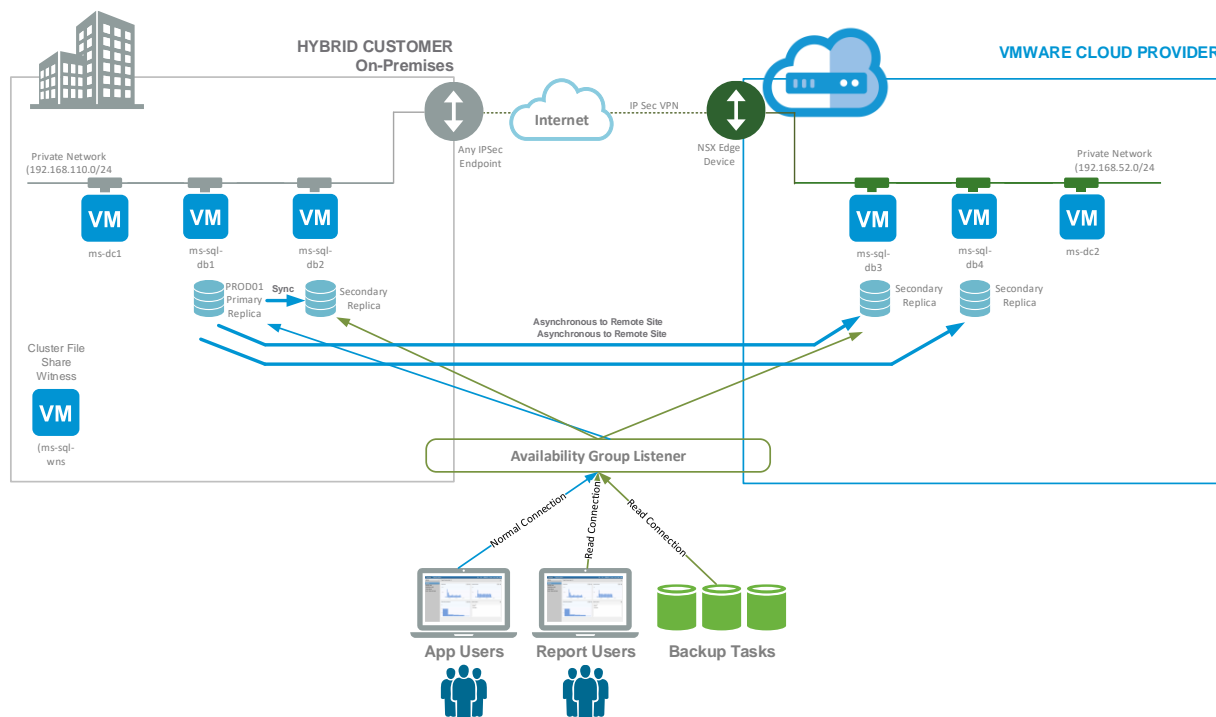 HYBRID CUSTOMER
On-Premises
VMWARE CLOUD PROVIDER
Internet
IP Sec VPN
Any IPSec
Endpoint
NSX Edge
Device
Private Network
(192.168.110.0/24
Private Network
(192.168.52.0/24
VM
VM
VM
VM
VM
VM
ms-dc1
ms-sql-
db1
ms-sql-
db2
ms-sql-
db3
ms-sql-
db4
ms-dc2
PROD01
Primary
Replica
Sync
Secondary
Replica
Secondary
Replica
Secondary
Replica
Asynchronous to Remote Site
Asynchronous to Remote Site
Cluster File
Share
Witness
VM
(ms-sql-
wns
Availability Group Listener
Normal Connection
Read Connection
Read Connection
App Users
Report Users
Backup Tasks